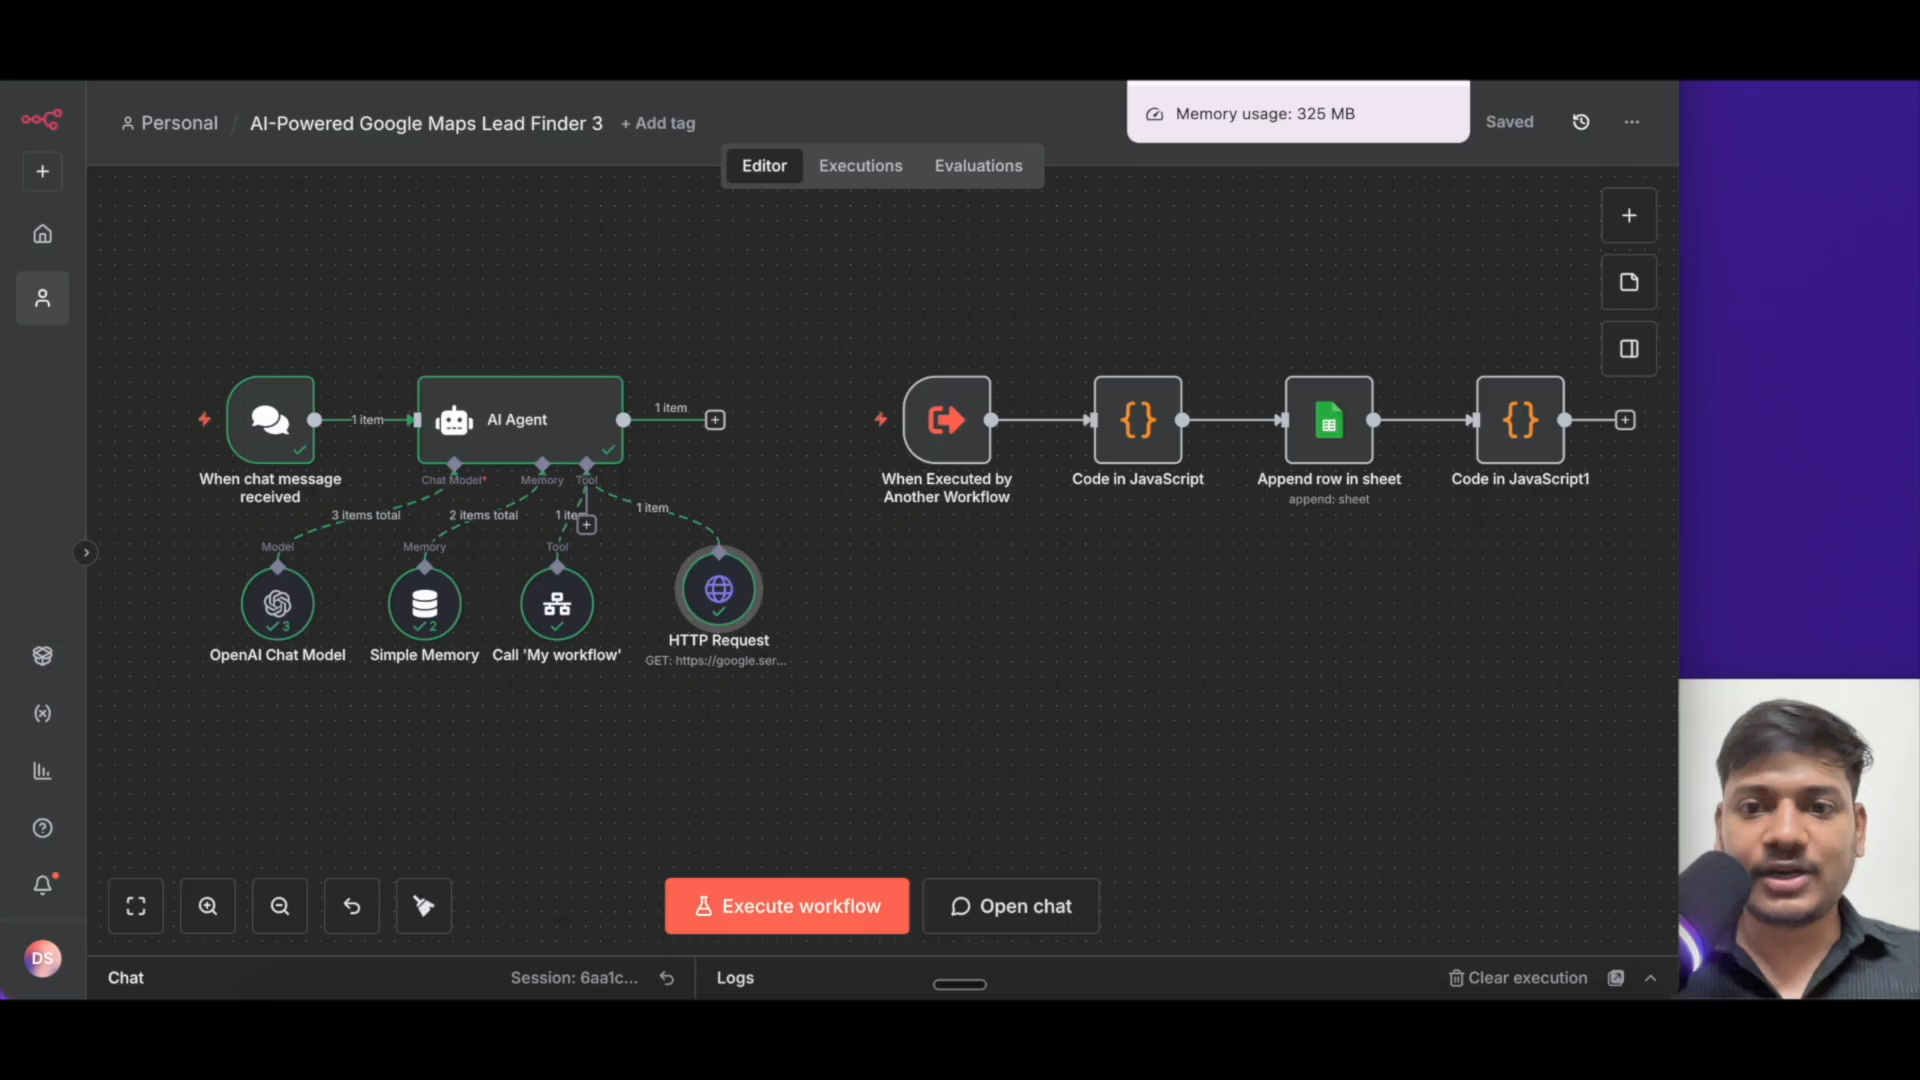 Personal / AI-Powered Google Maps Lead Finder 3 + Add tag
Memory usage: 325 MB
Saved
Editor Executions Evaluations
1 item
AI Agent
1 item
When chat message
received
Chat Model*
Memory
Tool
3 items total
2 items total
1 item
1 item
Model
Memory
Tool
3
2
OpenAI Chat Model
Simple Memory
Call 'My workflow'
HTTP Request
GET: https://google.ser...
When Executed by
Another Workflow
Code in JavaScript
Append row in sheet
append: sheet
Code in JavaScript1
Execute workflow
Open chat
DS
Chat
Session: 6aa1c...
Logs
Clear execution